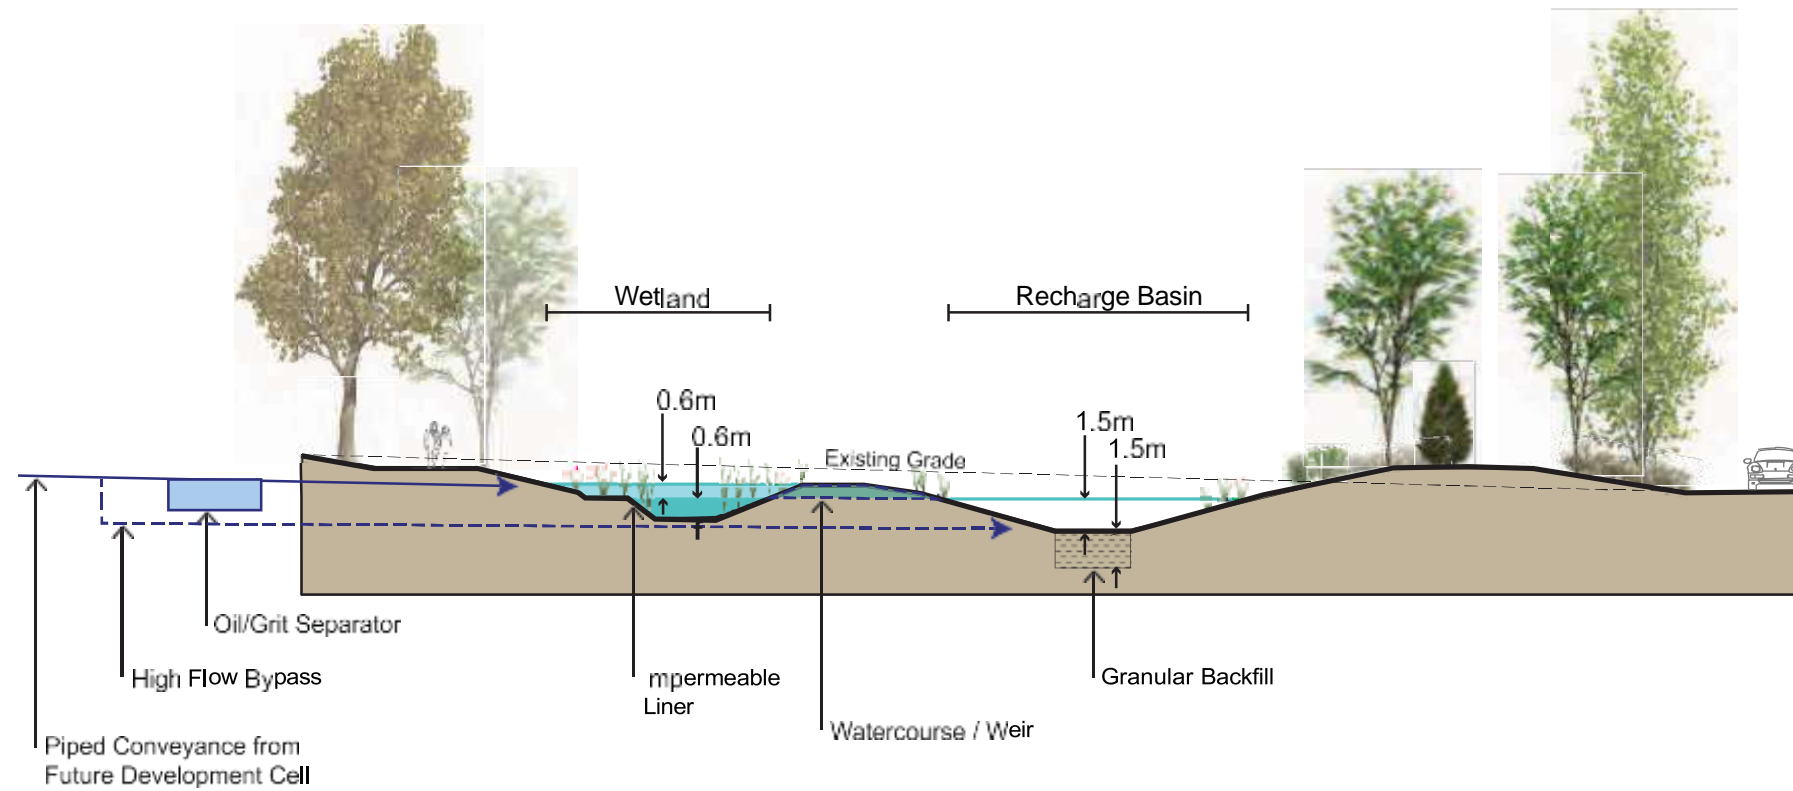 Wetland
Recharge Basin
0.6m
0.6m
1.5m
1.5m
Existing Grade
Oil/Grit Separator
High Flow Bypass
mpermeable
Liner
Granular Backfill
Watercourse / Weir
Piped Conveyance from
Future Development Cell